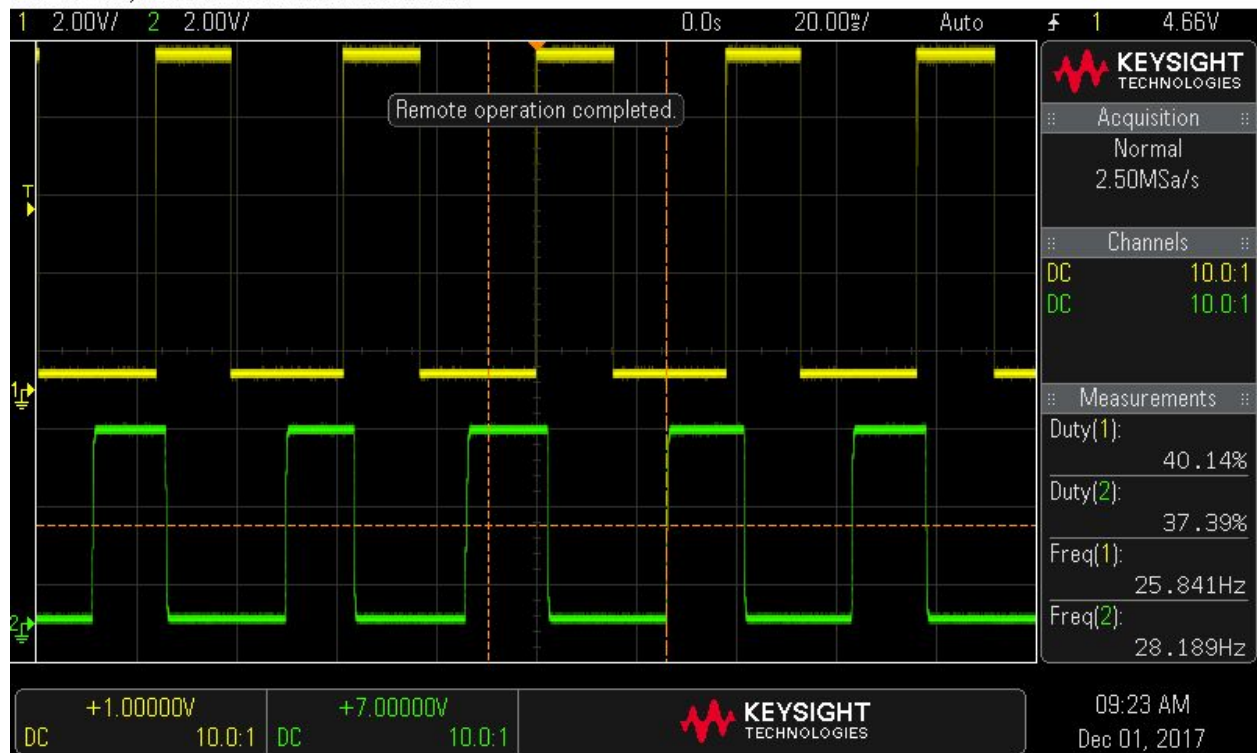 1 2.00V/ 2 2.00V/ 0.0s 20.00ms/ Auto 1 4.66V
KEYSIGHT
TECHNOLOGIES
Remote operation completed.
Acquisition
Normal
2.50MSa/s
T
Channels
DC 10.0:1
DC 10.0:1
1
Measurements
Duty(1):
40.14%
Duty(2):
37.39%
Freq(1):
25.841Hz
2
Freq(2):
28.189Hz
+1.00000V
DC 10.0:1
+7.00000V
DC 10.0:1
KEYSIGHT
TECHNOLOGIES
09:23 AM
Dec 01, 2017